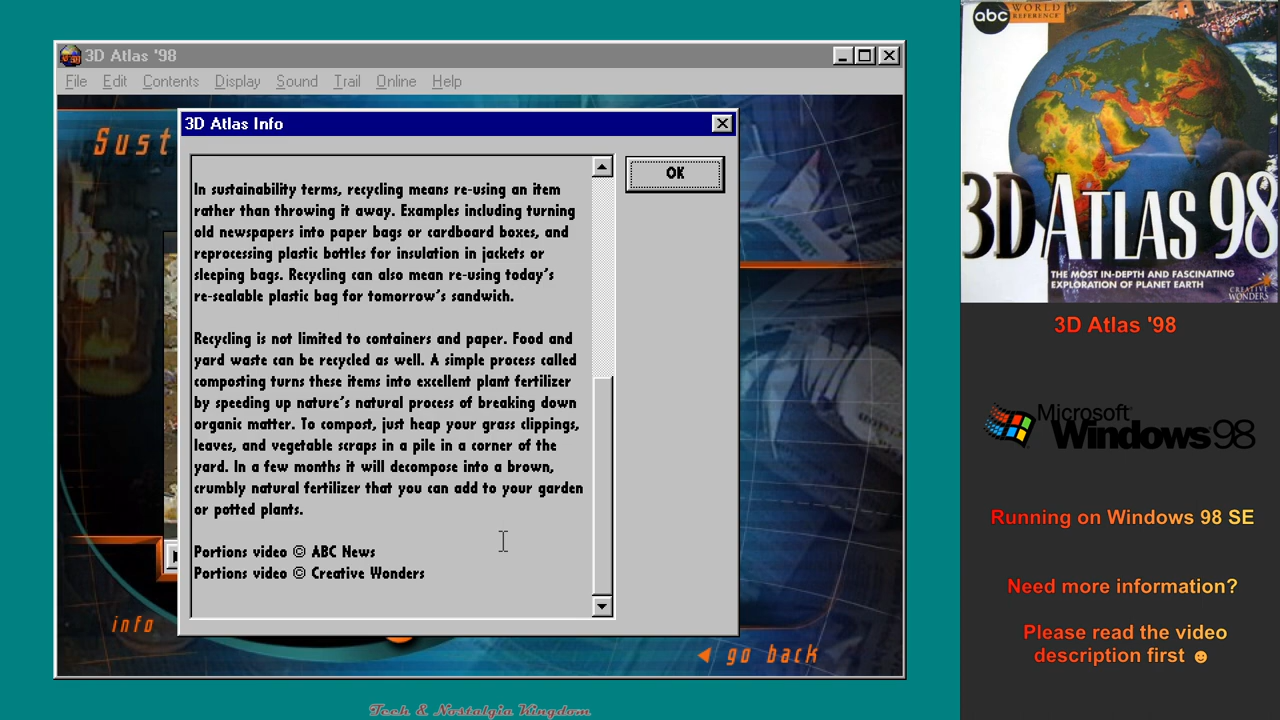 3D Atlas '98
File Edit Contents Display Sound Trail Online Help
Sust
3D Atlas Info
OK
In sustainability terms, recycling means re-using an item
rather than throwing it away. Examples including turning
old newspapers into paper bags or cardboard boxes, and
reprocessing plastic bottles for insulation in jackets or
sleeping bags. Recycling can also mean re-using today's
re-sealable plastic bag for tomorrow's sandwich.
Recycling is not limited to containers and paper. Food and
yard waste can be recycled as well. A simple process called
composting turns these items into excellent plant fertilizer
by speeding up nature's natural process of breaking down
organic matter. To compost, just heap your grass clippings,
leaves, and vegetable scraps in a pile in a corner of the
yard. In a few months it will decompose into a brown,
crumbly natural fertilizer that you can add to your garden
or potted plants.
Portions video © ABC News
Portions video © Creative Wonders
info
go back
Tech & Nostalgia Kingdom
abc WORLD
REFERENCE
3D ATLAS 98
THE MOST IN-DEPTH AND FASCINATING
EXPLORATION OF PLANET EARTH
CREATIVE
WONDERS
3D Atlas '98
Microsoft
Windows 98
Running on Windows 98 SE
Need more information?
Please read the video
description first ☻